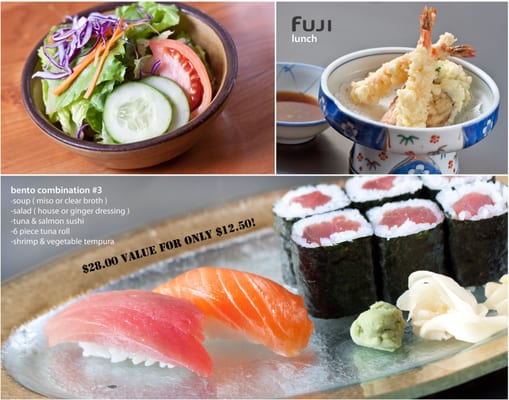 FUJI
lunch
bento combination #3
-soup ( miso or clear broth )
-salad ( house or ginger dressing )
-tuna & salmon sushi
-6 piece tuna roll
-shrimp & vegetable tempura
$28.00 VALUE FOR ONLY $12.50!